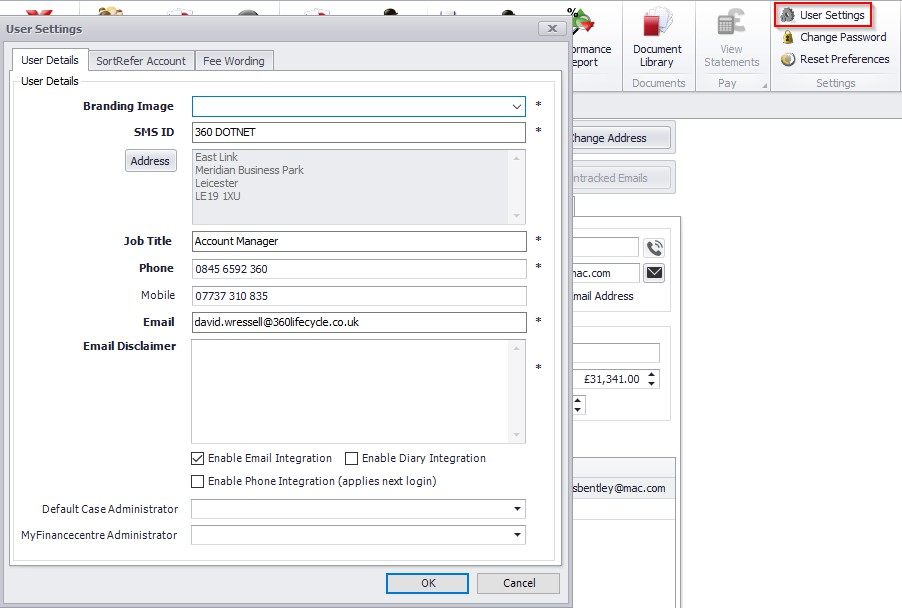 User Settings
User Details
SortRefer Account
Fee Wording
User Details
Branding Image
*
SMS ID
360 DOTNET
*
Address
East Link
Meridian Business Park
Leicester
LE19 1XU
Job Title
Account Manager
*
Phone
0845 6592 360
*
Mobile
07737 310 835
Email
david.wressell@360lifecycle.co.uk
*
Email Disclaimer
*
Enable Email Integration
Enable Diary Integration
Enable Phone Integration (applies next login)
Default Case Administrator
MyFinancecentre Administrator
OK
Cancel
%
ormance
eport
Document
Library
Documents
View
Statements
Pay
User Settings
Change Password
Reset Preferences
Settings
Change Address
ntracked Emails
mac.com
mail Address
£31,341.00
sbentley@mac.com